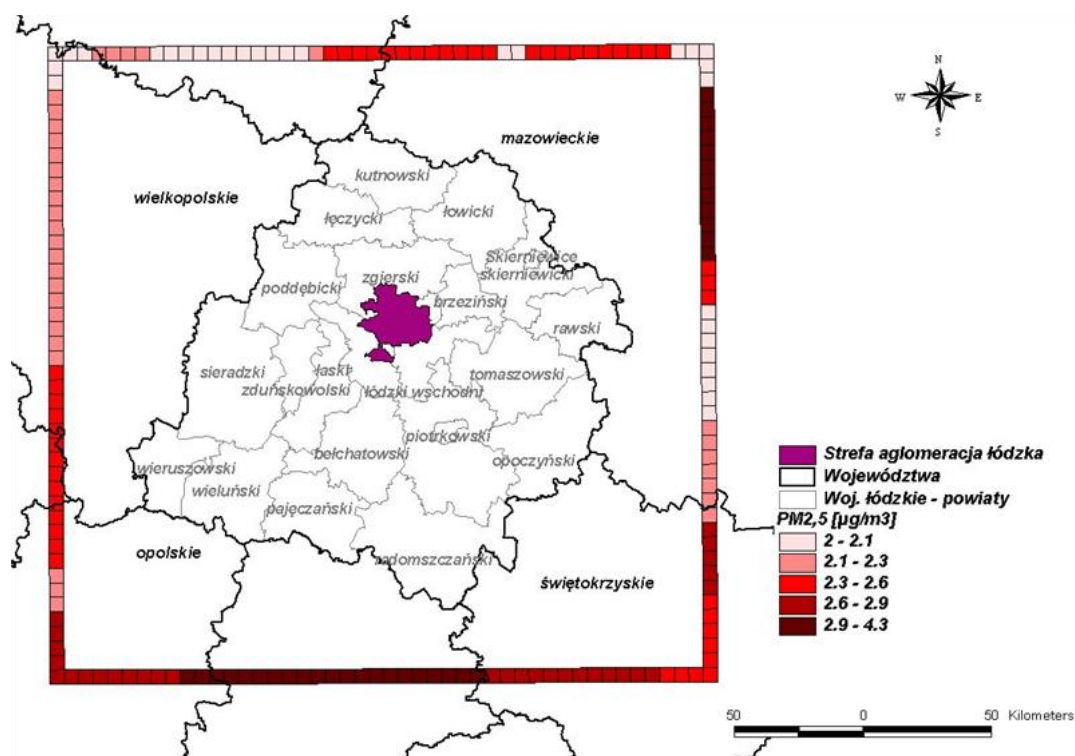 N
W E
S
mazowieckie
kutnowski
wielkopolskie
łęczycki
łowicki
Skierniewice
zgierski
skierniewicki
poddębicki
brzeziński
rawski
sieradzki
łaski
tomaszowski
zduńskowolski
łódzki wschodni
piotrkowski
bełchatowski
opoczyński
wieruszowski
wieluński
pajęczański
opolskie
radomszczański
świętokrzyskie
Strefa aglomeracja łódzka
Województwa
Woj. łódzkie - powiaty
PM2,5 [µg/m3]
2 - 2.1
2.1 - 2.3
2.3 - 2.6
2.6 - 2.9
2.9 - 4.3
50 0 50 Kilometers